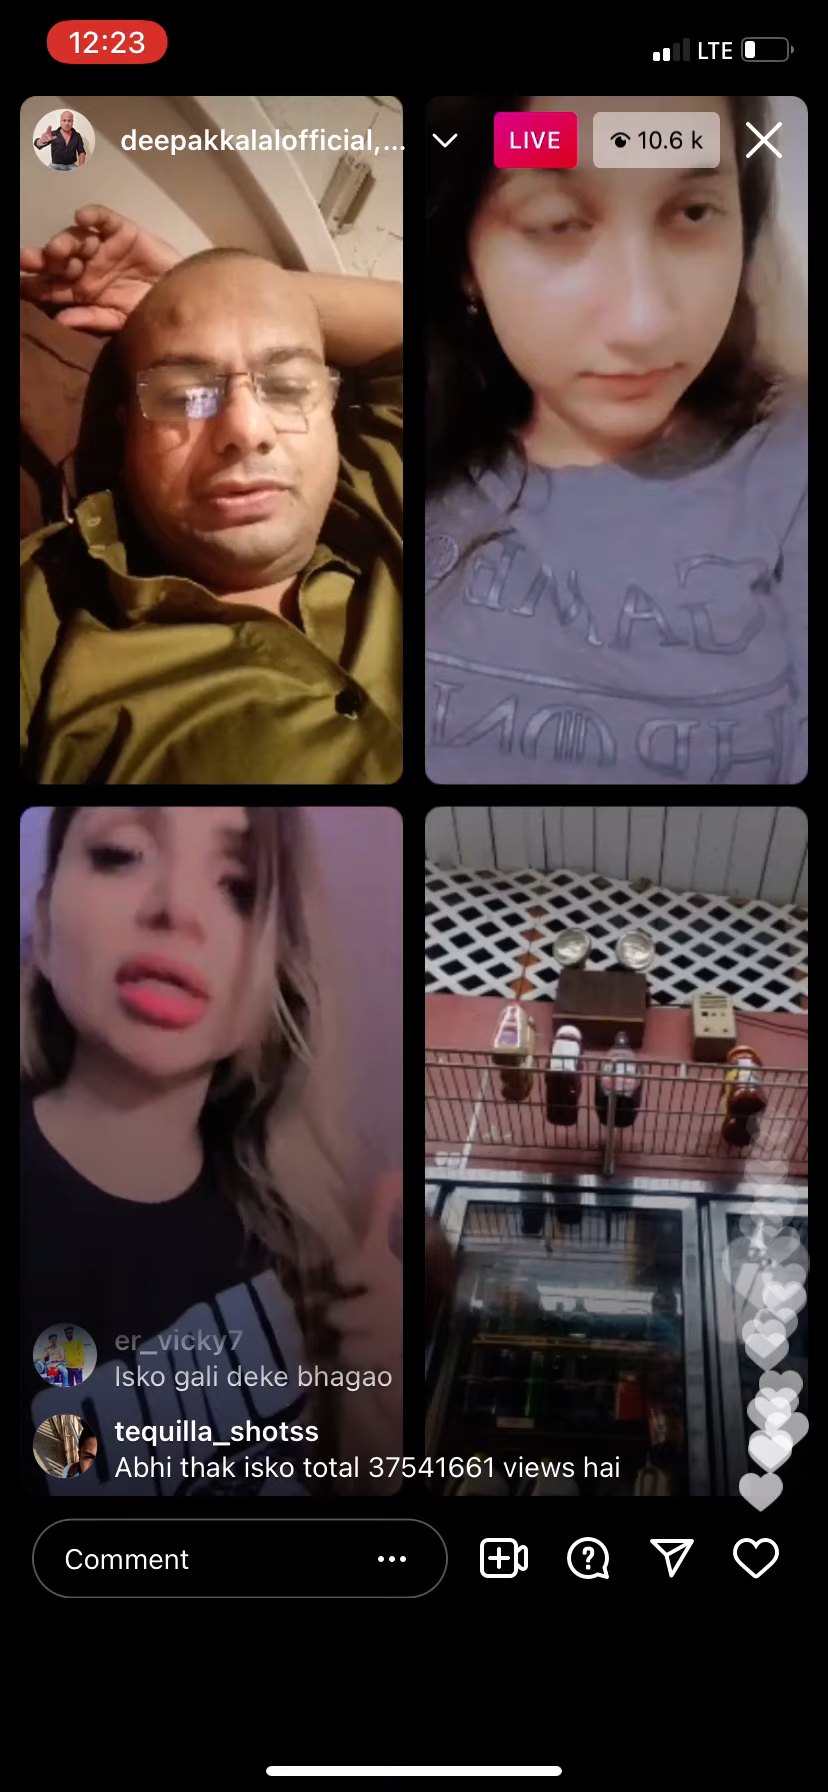 12:23
LTE
deepakkalalofficial,...
LIVE
10.6 k
GAME
er_vicky7
Isko gali deke bhagao
tequilla_shotss
Abhi thak isko total 37541661 views hai
Comment